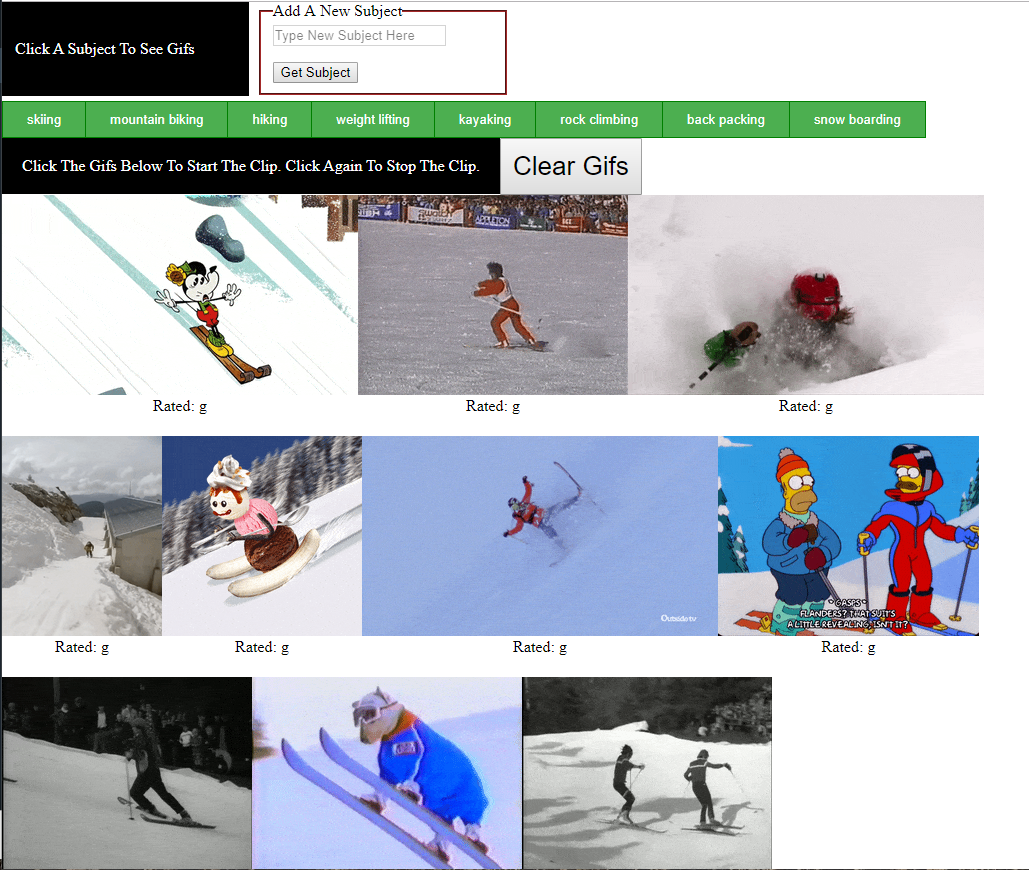 Add A New Subject
Click A Subject To See Gifs
Type New Subject Here
Get Subject
skiing mountain biking hiking weight lifting kayaking rock climbing back packing snow boarding
Click The Gifs Below To Start The Clip. Click Again To Stop The Clip.
Clear Gifs
SWATCH
APPLETON
Rated: g
Rated: g
Rated: g
Outside tv
* GASPS *
FLANDERS? THAT SUIT'S
A LITTLE REVEALING, ISN'T IT?
Rated: g
Rated: g
Rated: g
Rated: g